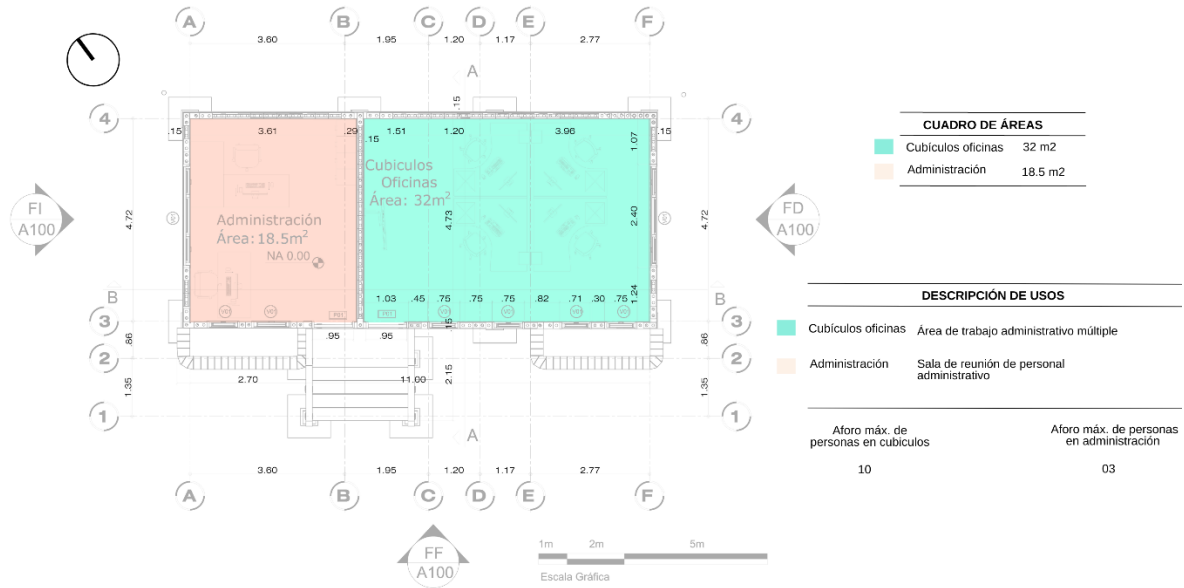 A B C D E F
3.60 1.95 1.20 1.17 2.77
A
4 4
.15 3.61 .29 1.51 1.20 .15 3.96 .15
.15 1.07
Cubiculos
Oficinas
Área: 32m²
Administración
Área:18.5m²
NA 0.00
4.72 4.73 2.40 4.72
FI
A100
FD
A100
B B
1.03 .45 .75 .75 .75 .82 .71 .30 .75 1.24
P01 P01
3 3
.15
.95 .95
.86 .86
2 2
2.70 11.00 2.15
1.35 1.35
1 1
A
3.60 1.95 1.20 1.17 2.77
A B C D E F
FF
A100
1m 2m 5m
Escala Gráfica
CUADRO DE ÁREAS
Cubículos oficinas 32 m2
Administración 18.5 m2
DESCRIPCIÓN DE USOS
Cubículos oficinas Área de trabajo administrativo múltiple
Administración Sala de reunión de personal
administrativo
Aforo máx. de
personas en cubiculos
10
Aforo máx. de personas
en administración
03